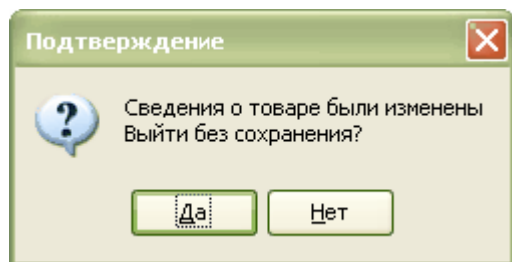 Подтверждение
Сведения о товаре были изменены
Выйти без сохранения?
Да
Нет